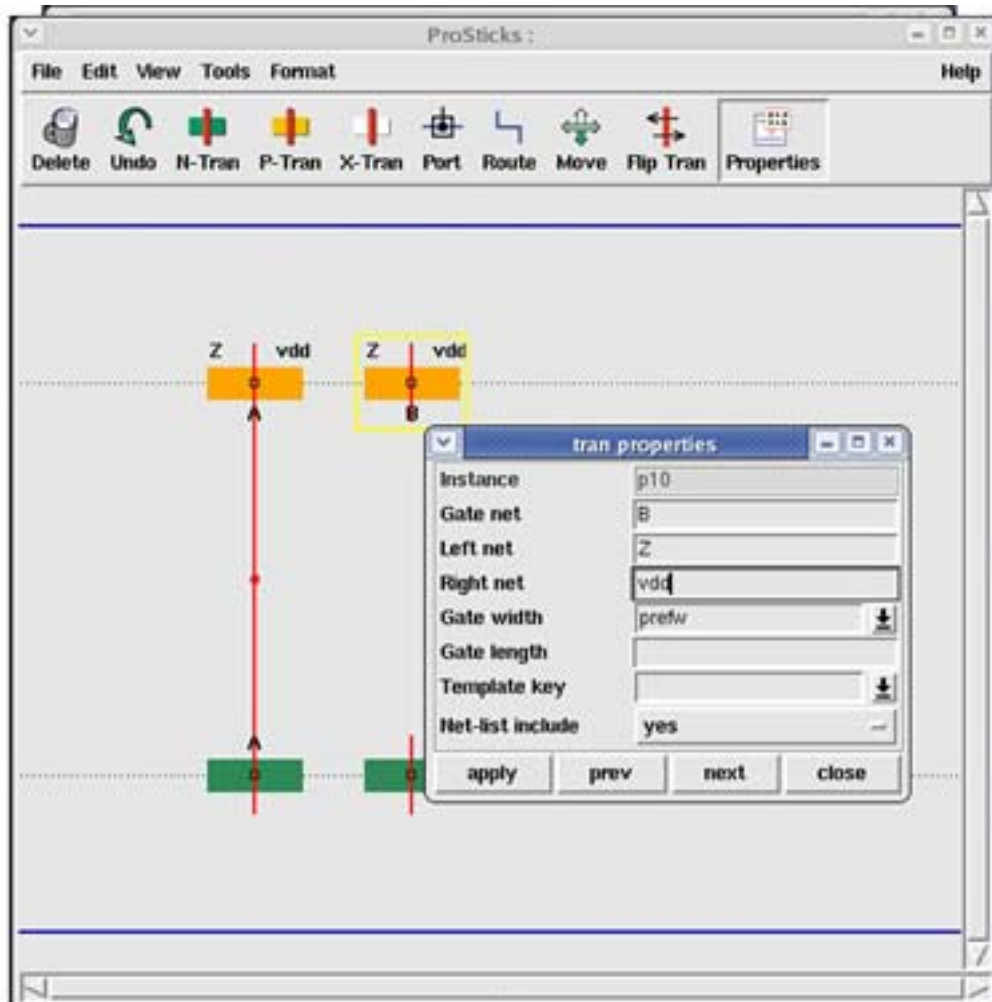 ProSticks :
File Edit View Tools Format Help
Delete Undo N-Tran P-Tran X-Tran Port Route Move Flip Tran Properties
Z vdd Z vdd
A B
tran properties
Instance p10
Gate net B
Left net Z
Right net vdd
Gate width prefw
Gate length
Template key
Net-list include yes
A
apply prev next close